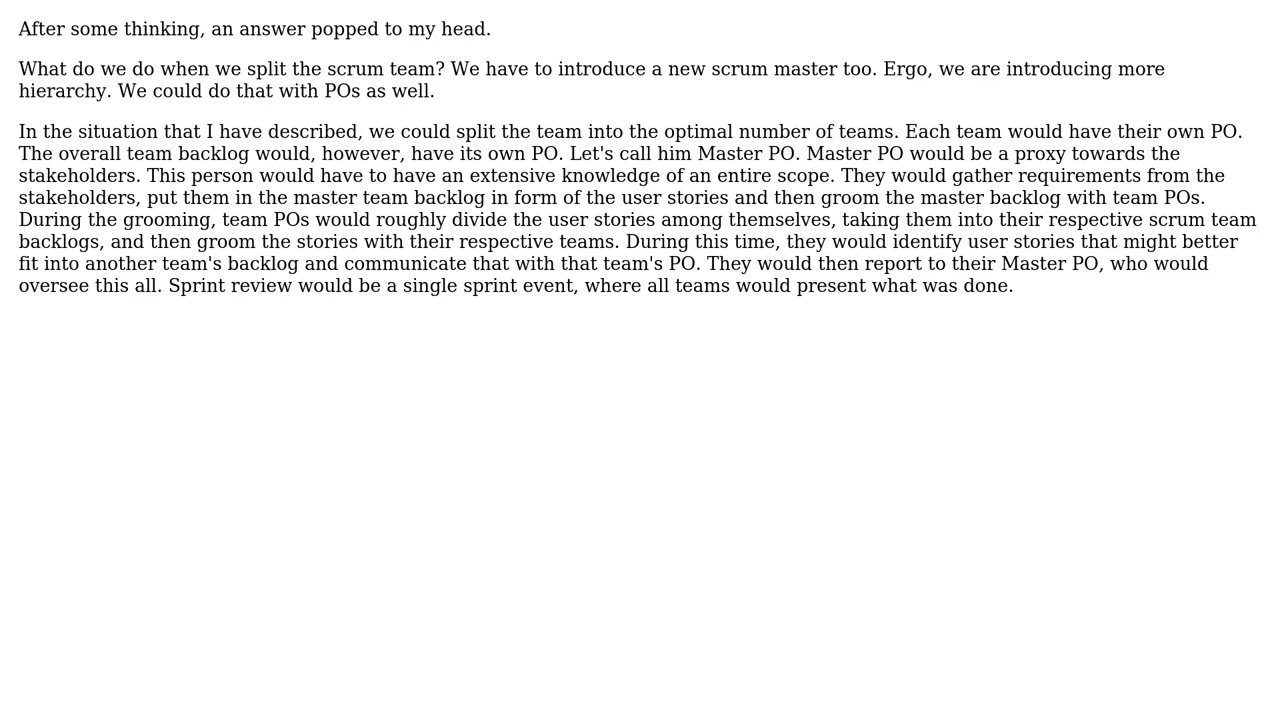 After some thinking, an answer popped to my head.
What do we do when we split the scrum team? We have to introduce a new scrum master too. Ergo, we are introducing more
hierarchy. We could do that with POs as well.
In the situation that I have described, we could split the team into the optimal number of teams. Each team would have their own PO.
The overall team backlog would, however, have its own PO. Let's call him Master PO. Master PO would be a proxy towards the
stakeholders. This person would have to have an extensive knowledge of an entire scope. They would gather requirements from the
stakeholders, put them in the master team backlog in form of the user stories and then groom the master backlog with team POs.
During the grooming, team POs would roughly divide the user stories among themselves, taking them into their respective scrum team
backlogs, and then groom the stories with their respective teams. During this time, they would identify user stories that might better
fit into another team's backlog and communicate that with that team's PO. They would then report to their Master PO, who would
oversee this all. Sprint review would be a single sprint event, where all teams would present what was done.